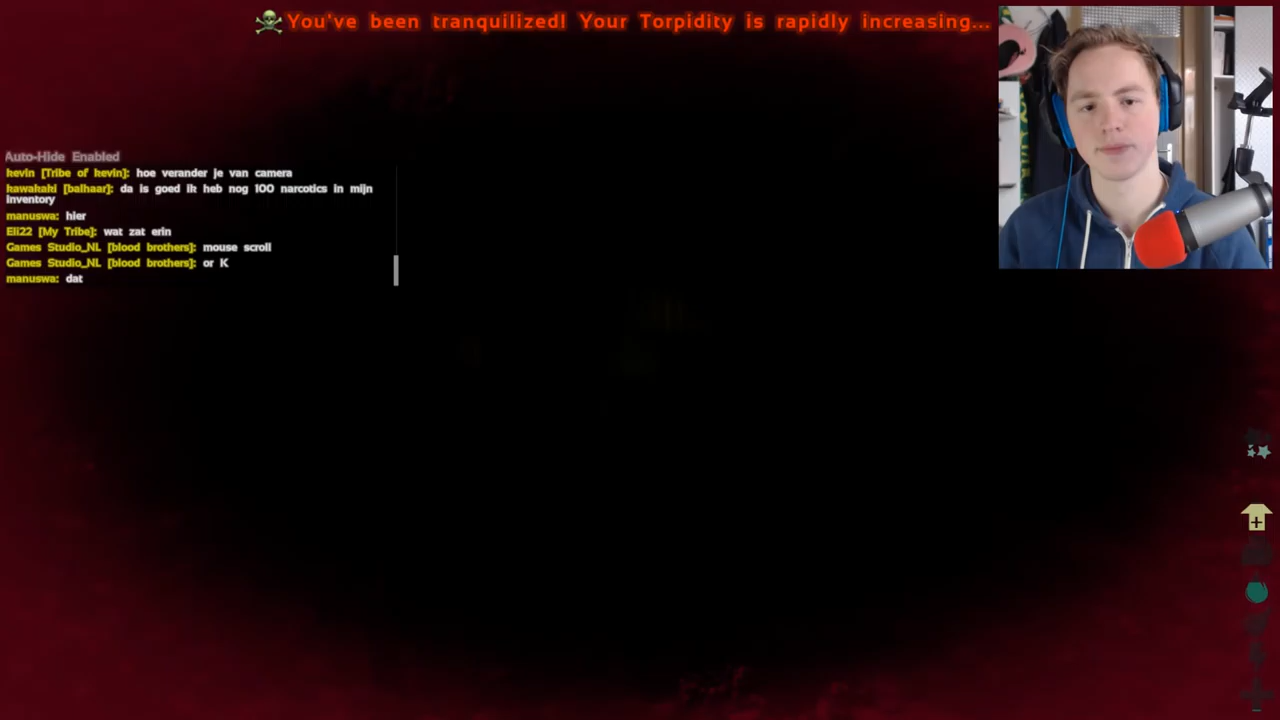 You've been tranquilized! Your Torpidity is rapidly increasing...
Auto-Hide Enabled
kevin [Tribe of kevin]: hoe verander je van camera
kawakaki [balhaar]: da is goed ik heb nog 100 narcotics in mijn
inventory
manuswa: hier
Eli22 [My Tribe]: wat zat erin
Games Studio_NL [blood brothers]: mouse scroll
Games Studio_NL [blood brothers]: or K
manuswa: dat